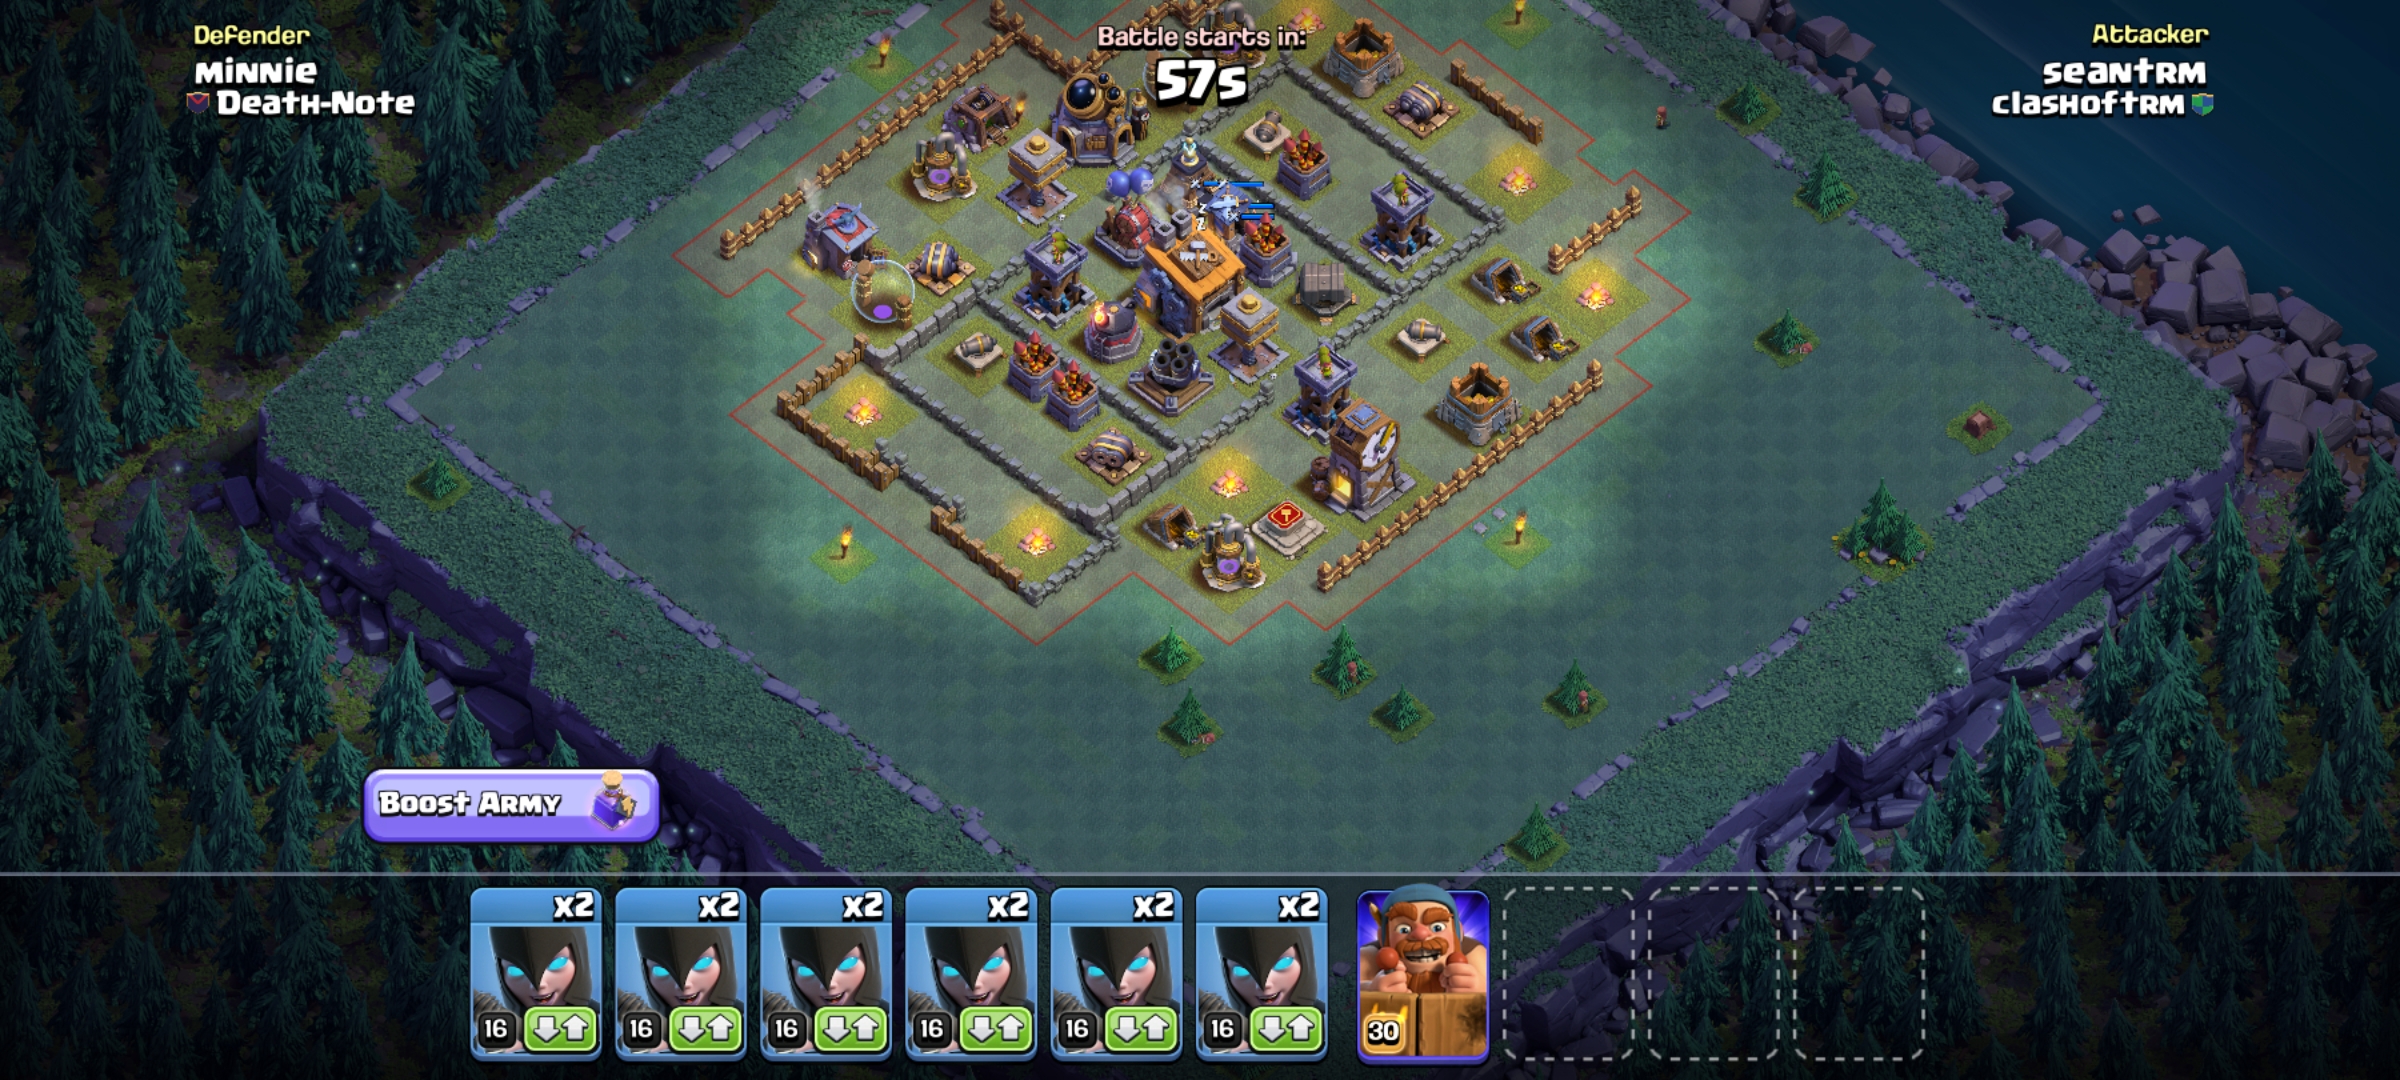 Defender
Minnie
Death-Note
Battle starts in:
57s
Attacker
seantRM
clashoftRM
Boost Army
x2
x2
x2
x2
x2
x2
16
16
16
16
16
16
30